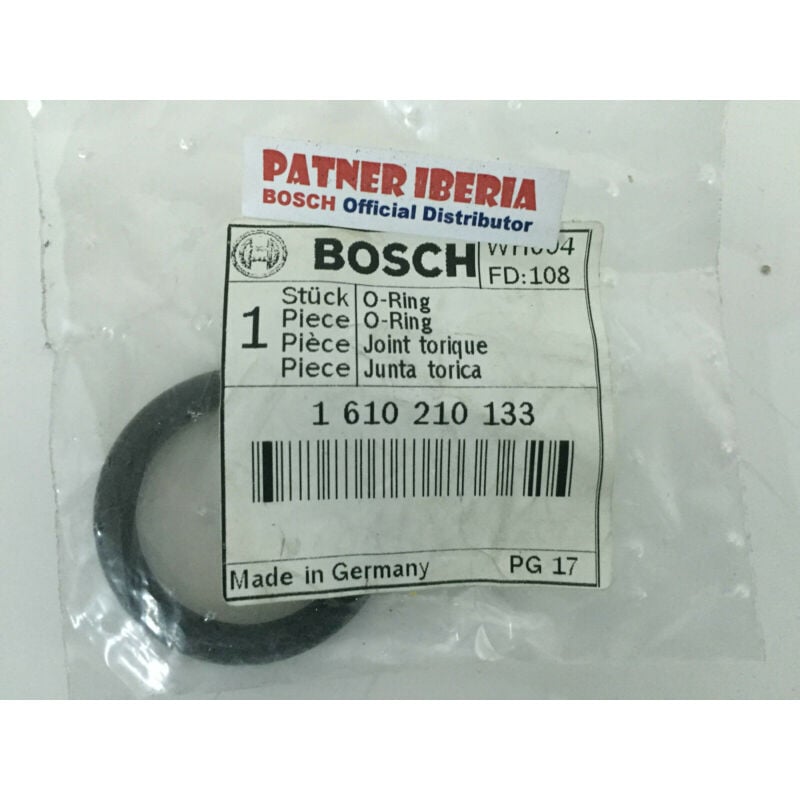 PATNER IBERIA
BOSCH Official Distributor
BOSCH
FD:108
1
Stück O-Ring
Piece O-Ring
Pièce Joint torique
Piece Junta torica
1 610 210 133
Made in Germany PG 17